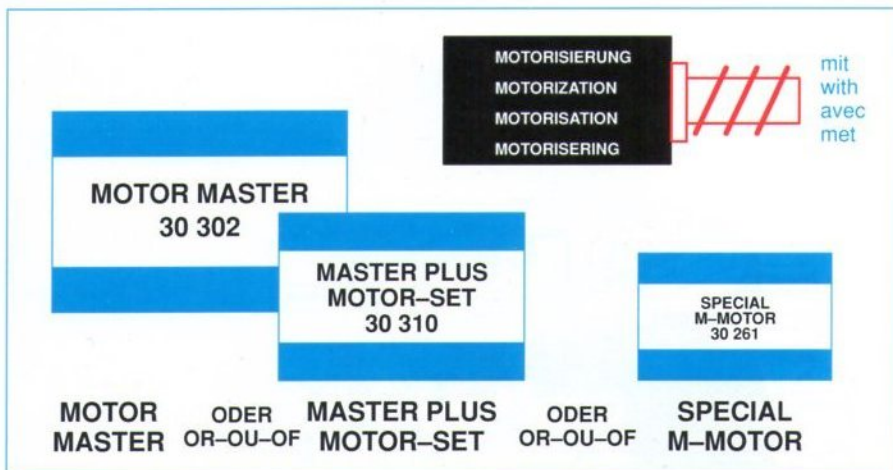 MOTORISIERUNG
MOTORIZATION
MOTORISATION
MOTORISERING
mit
with
avec
met
MOTOR MASTER
30 302
MASTER PLUS
MOTOR–SET
30 310
SPECIAL
M–MOTOR
30 261
MOTOR
MASTER
ODER
OR–OU–OF
MASTER PLUS
MOTOR–SET
ODER
OR–OU–OF
SPECIAL
M–MOTOR